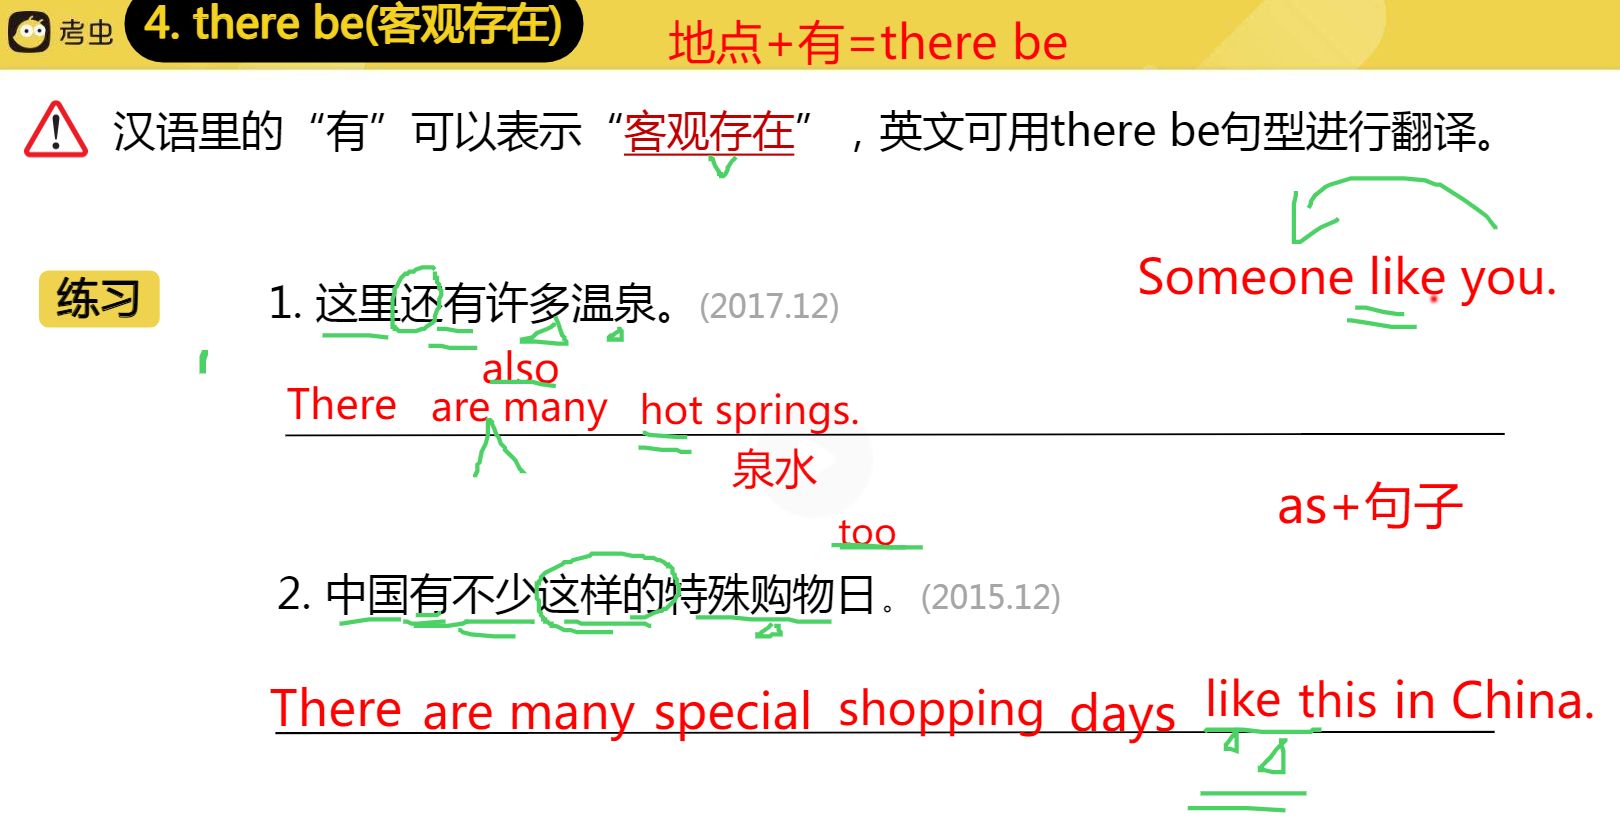 考虫
4. there be(客观存在)
地点+有=there be
汉语里的“有”可以表示“客观存在”，英文可用there be句型进行翻译。
Someone like you.
练习
1. 这里还有许多温泉。(2017.12)
also
There are many hot springs.
泉水
as+句子
too
2. 中国有不少这样的特殊购物日。(2015.12)
There are many special shopping days like this in China.